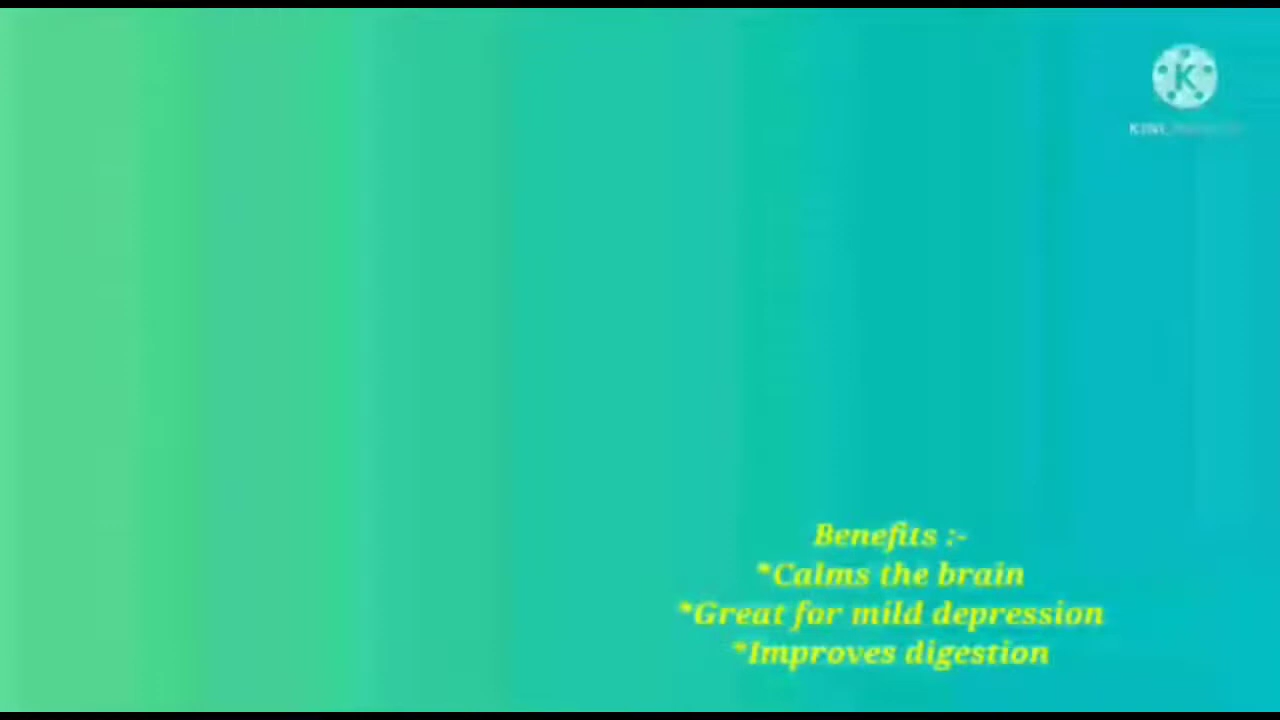 K
Benefits :-
*Calms the brain
*Great for mild depression
*Improves digestion